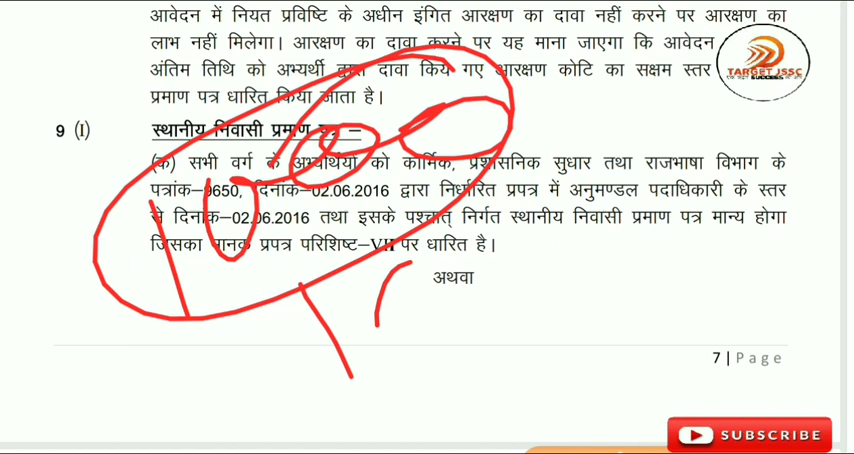 आवेदन में नियत प्रविष्टि के अधीन इंगित आरक्षण का दावा नहीं करने पर आरक्षण का
लाभ नहीं मिलेगा। आरक्षण का दावा करने पर यह माना जाएगा कि आवेदन
अंतिम तिथि को अभ्यर्थी द्वारा दावा किये गए आरक्षण कोटि का सक्षम स्तर
प्रमाण पत्र धारित किया जाता है।
TARGET JSSC
SUCCESS
9 (I) स्थानीय निवासी प्रमाण पत्र –
(क) सभी वर्ग के अभ्यर्थियों को कार्मिक, प्रशासनिक सुधार तथा राजभाषा विभाग के
पत्रांक–9650, दिनांक–02.06.2016 द्वारा निर्धारित प्रपत्र में अनुमण्डल पदाधिकारी के स्तर
से दिनांक–02.06.2016 तथा इसके पश्चात् निर्गत स्थानीय निवासी प्रमाण पत्र मान्य होगा
जिसका मानक प्रपत्र परिशिष्ट–VII पर धारित है।
अथवा
7 | Page
SUBSCRIBE